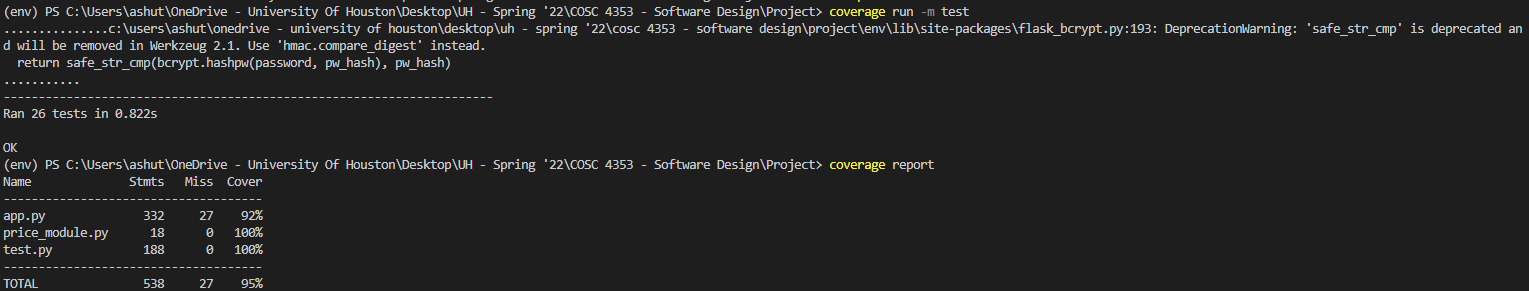 (env) PS C:\Users\ashut\OneDrive - University Of Houston\Desktop\UH - Spring '22\COSC 4353 - Software Design\Project> coverage run -m test
...............c:\users\ashut\onedrive - university of houston\desktop\uh - spring '22\cosc 4353 - software design\project\env\lib\site-packages\flask_bcrypt.py:193: DeprecationWarning: 'safe_str_cmp' is deprecated an
d will be removed in Werkzeug 2.1. Use 'hmac.compare_digest' instead.
  return safe_str_cmp(bcrypt.hashpw(password, pw_hash), pw_hash)
...........
----------------------------------------------------------------------
Ran 26 tests in 0.822s

OK
(env) PS C:\Users\ashut\OneDrive - University Of Houston\Desktop\UH - Spring '22\COSC 4353 - Software Design\Project> coverage report
Name              Stmts   Miss  Cover
-------------------------------------
app.py              332     27    92%
price_module.py      18      0   100%
test.py             188      0   100%
-------------------------------------
TOTAL               538     27    95%